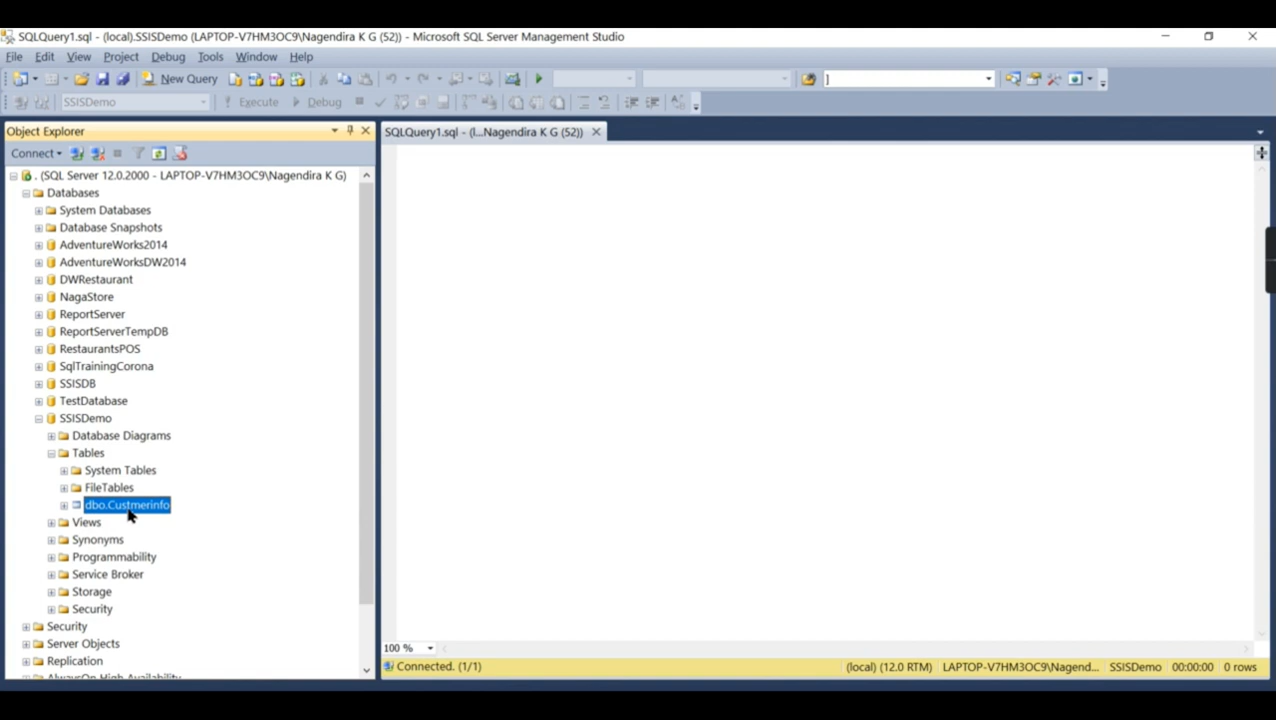 SQLQuery1.sql - (local).SSISDemo (LAPTOP-V7HM3OC9\Nagendira K G (52)) - Microsoft SQL Server Management Studio
File Edit View Project Debug Tools Window Help
New Query ]
SSISDemo ! Execute Debug
Object Explorer
SQLQuery1.sql - (l...Nagendira K G (52))
Connect
. (SQL Server 12.0.2000 - LAPTOP-V7HM3OC9\Nagendira K G)
Databases
System Databases
Database Snapshots
AdventureWorks2014
AdventureWorksDW2014
DWRestaurant
NagaStore
ReportServer
ReportServerTempDB
RestaurantsPOS
SqlTrainingCorona
SSISDB
TestDatabase
SSISDemo
Database Diagrams
Tables
System Tables
FileTables
dbo.Custmerinfo
Views
Synonyms
Programmability
Service Broker
Storage
Security
Security
Server Objects
Replication
AlwaysOn High Availability
100 %
Connected. (1/1) (local) (12.0 RTM) LAPTOP-V7HM3OC9\Nagend... SSISDemo 00:00:00 0 rows